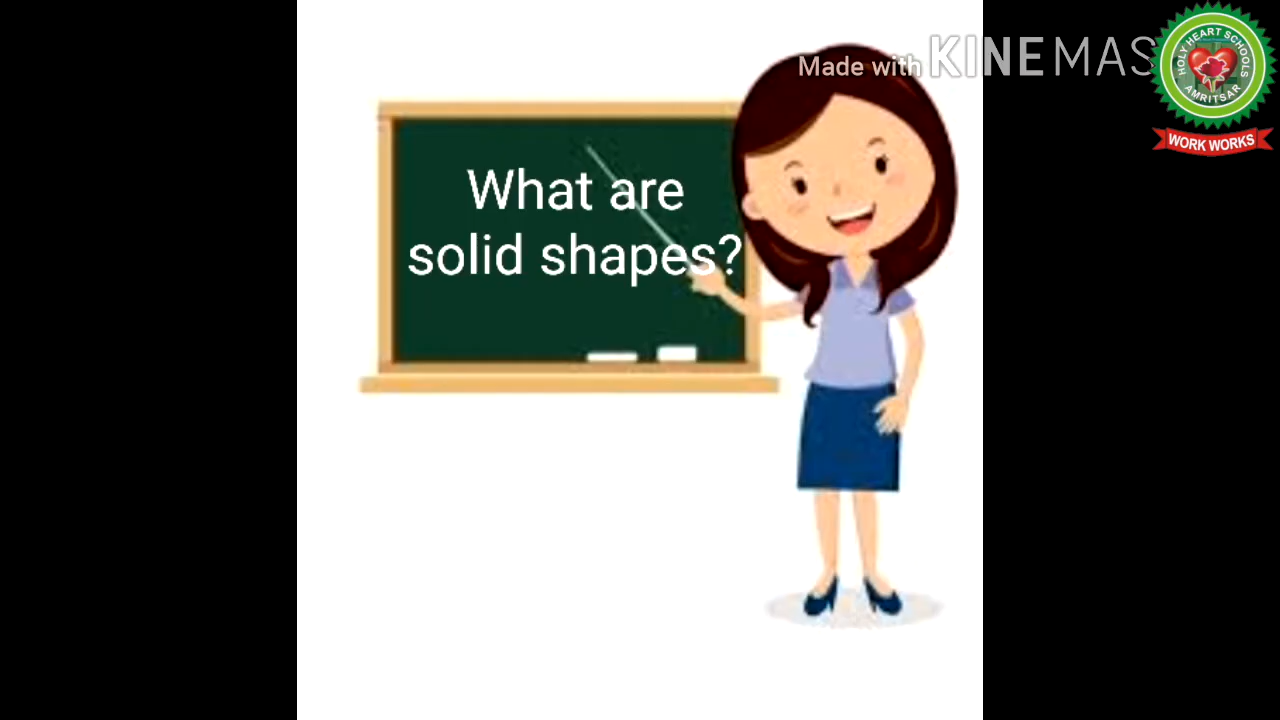 Made with KINEMAS
HOLY HEART SCHOOLS
AMRITSAR
WORK WORKS
What are
solid shapes?